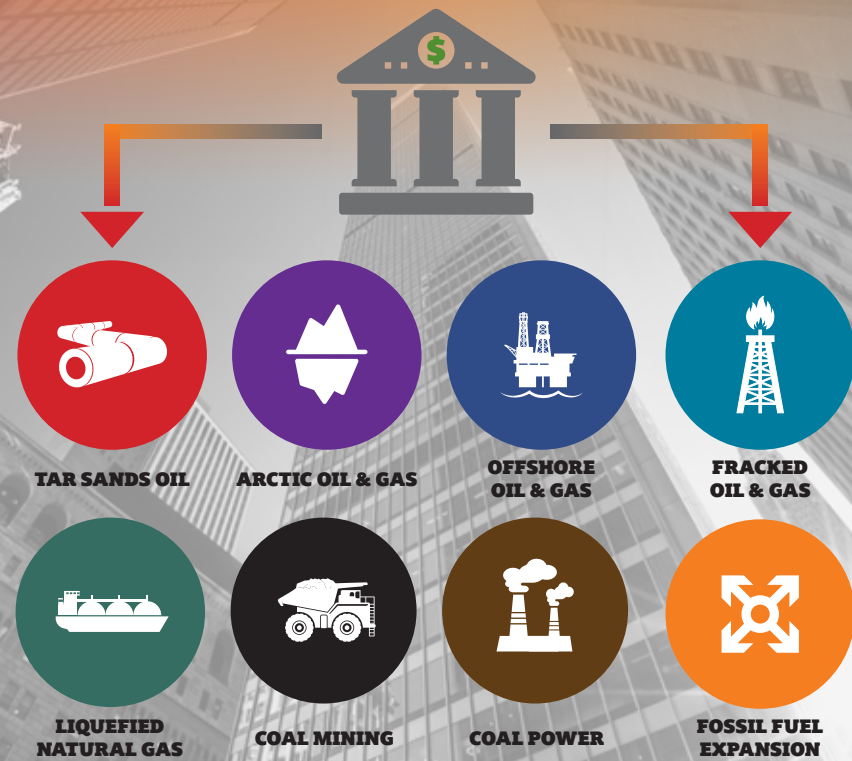 $
TAR SANDS OIL
ARCTIC OIL & GAS
OFFSHORE
OIL & GAS
FRACKED
OIL & GAS
LIQUEFIED
NATURAL GAS
COAL MINING
COAL POWER
FOSSIL FUEL
EXPANSION